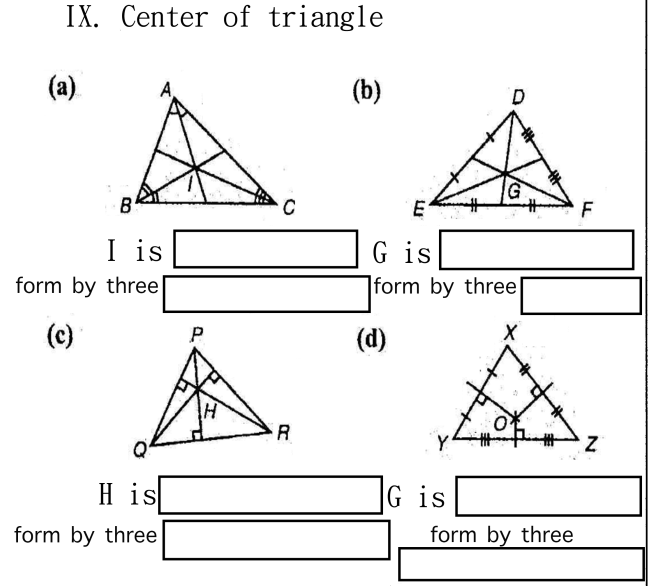 IX. Center of triangle
(a)
A
B
I
C
(b)
D
E
G
F
I is
form by three
G is
form by three
(c)
P
Q
H
R
(d)
X
Y
O
Z
H is
form by three
G is
form by three